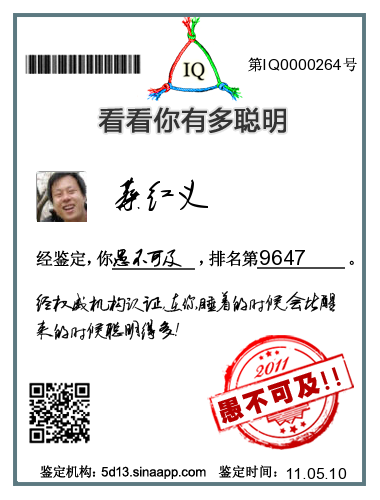 第IQ0000264号
IQ
看看你有多聪明
经鉴定,你愚不可及,排名第9647。
经权威机构认证,在你睡着的时候,会比醒
来的时候聪明得多!
2011
愚不可及!!
鉴定机构:5d13.sinaapp.com 鉴定时间:11.05.10